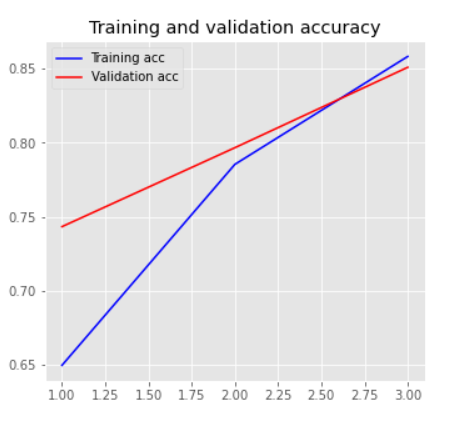 Training and validation accuracy
Training acc
Validation acc
0.85
0.80
0.75
0.70
0.65
1.00 1.25 1.50 1.75 2.00 2.25 2.50 2.75 3.00